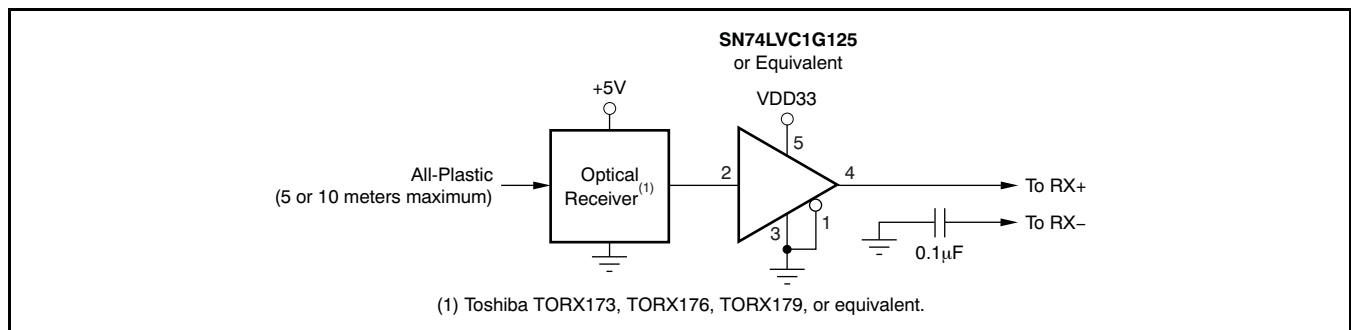 SN74LVC1G125
or Equivalent
+5V
VDD33
5
All-Plastic
(5 or 10 meters maximum)
Optical
Receiver(1)
2
4
To RX+
3
1
To RX−
0.1μF
(1) Toshiba TORX173, TORX176, TORX179, or equivalent.